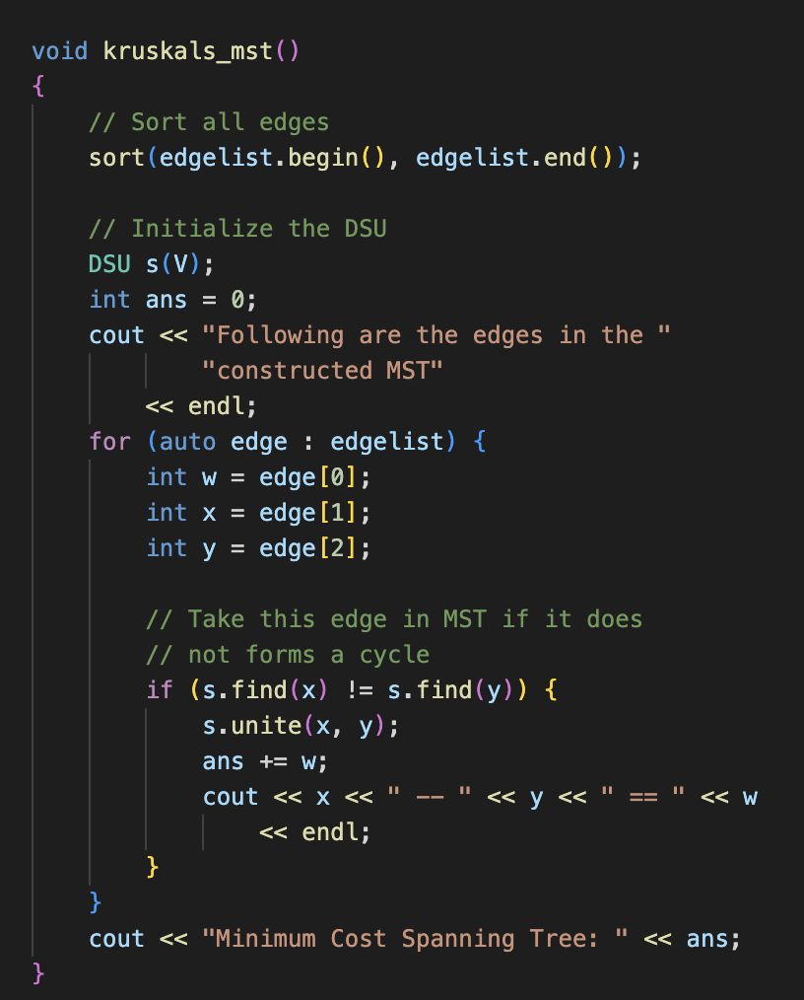 void kruskals_mst()
{
    // Sort all edges
    sort(edgelist.begin(), edgelist.end());

    // Initialize the DSU
    DSU s(V);
    int ans = 0;
    cout << "Following are the edges in the "
            "constructed MST"
        << endl;
    for (auto edge : edgelist) {
        int w = edge[0];
        int x = edge[1];
        int y = edge[2];

        // Take this edge in MST if it does
        // not forms a cycle
        if (s.find(x) != s.find(y)) {
            s.unite(x, y);
            ans += w;
            cout << x << " -- " << y << " == " << w
                << endl;
        }
    }
    cout << "Minimum Cost Spanning Tree: " << ans;
}